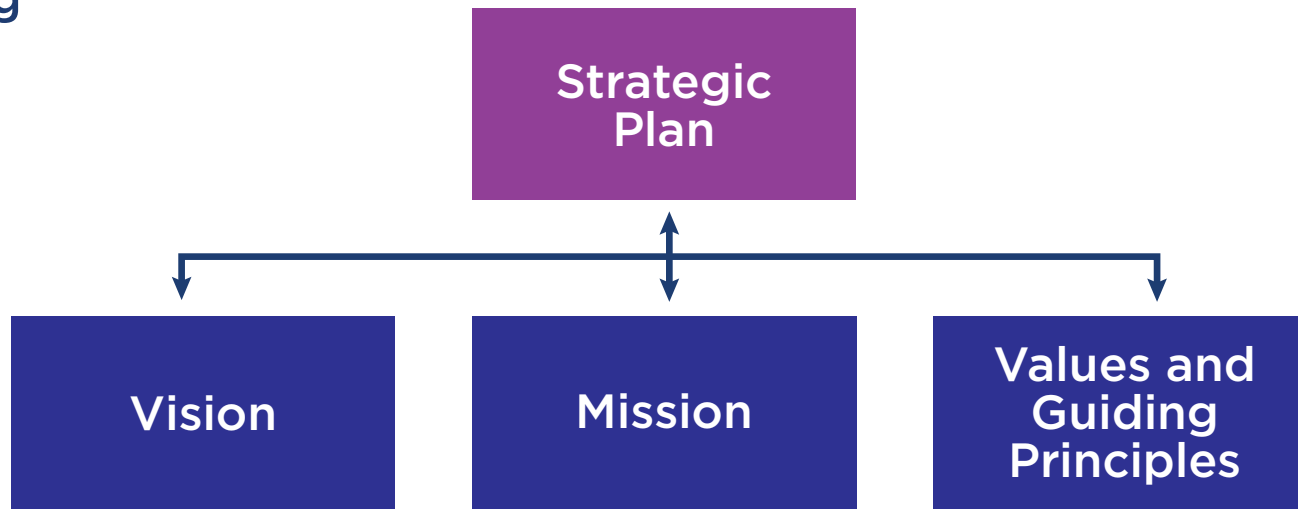 Strategic
Plan
Vision
Mission
Values and
Guiding
Principles